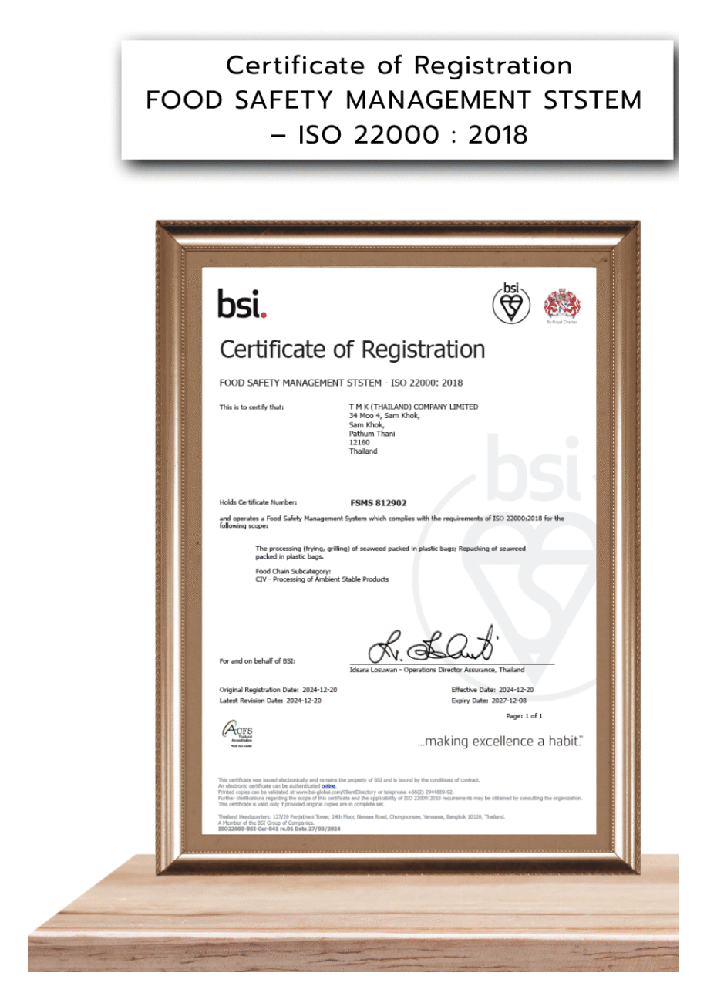 Certificate of Registration
FOOD SAFETY MANAGEMENT STSTEM
– ISO 22000 : 2018
bsi.
bsi
By Royal Charter
Certificate of Registration
FOOD SAFETY MANAGEMENT STSTEM - ISO 22000: 2018
This is to certify that:
T M K (THAILAND) COMPANY LIMITED
34 Moo 4, Sam Khok,
Sam Khok,
Pathum Thani
12160
Thailand
bsi
Holds Certificate Number:
FSMS 812902
and operates a Food Safety Management System which complies with the requirements of ISO 22000:2018 for the
following scope:
The processing (frying, grilling) of seaweed packed in plastic bags; Repacking of seaweed
packed in plastic bags.
Food Chain Subcategory:
CIV - Processing of Ambient Stable Products
For and on behalf of BSI:
Idsara Losuwan - Operations Director Assurance, Thailand
Original Registration Date: 2024-12-20
Effective Date: 2024-12-20
Latest Revision Date: 2024-12-20
Expiry Date: 2027-12-08
Page: 1 of 1
ACFS
Thailand
Accreditation
...making excellence a habit.™
This certificate was issued electronically and remains the property of BSI and is bound by the conditions of contract.
An electronic certificate can be authenticated online.
Printed copies can be validated at www.bsi-global.com/ClientDirectory or telephone +66(2) 2944889-92.
Further clarifications regarding the scope of this certificate and the applicability of ISO 22000:2018 requirements may be obtained by consulting the organization.
This certificate is valid only if provided original copies are in complete set.
Thailand Headquarters: 127/29 Panjathani Tower, 24th Floor, Nonsee Road, Chongnonsee, Yannawa, Bangkok 10120, Thailand.
A Member of the BSI Group of Companies.
ISO22000-BSI-Cer-041 re.01 Date 27/03/2024